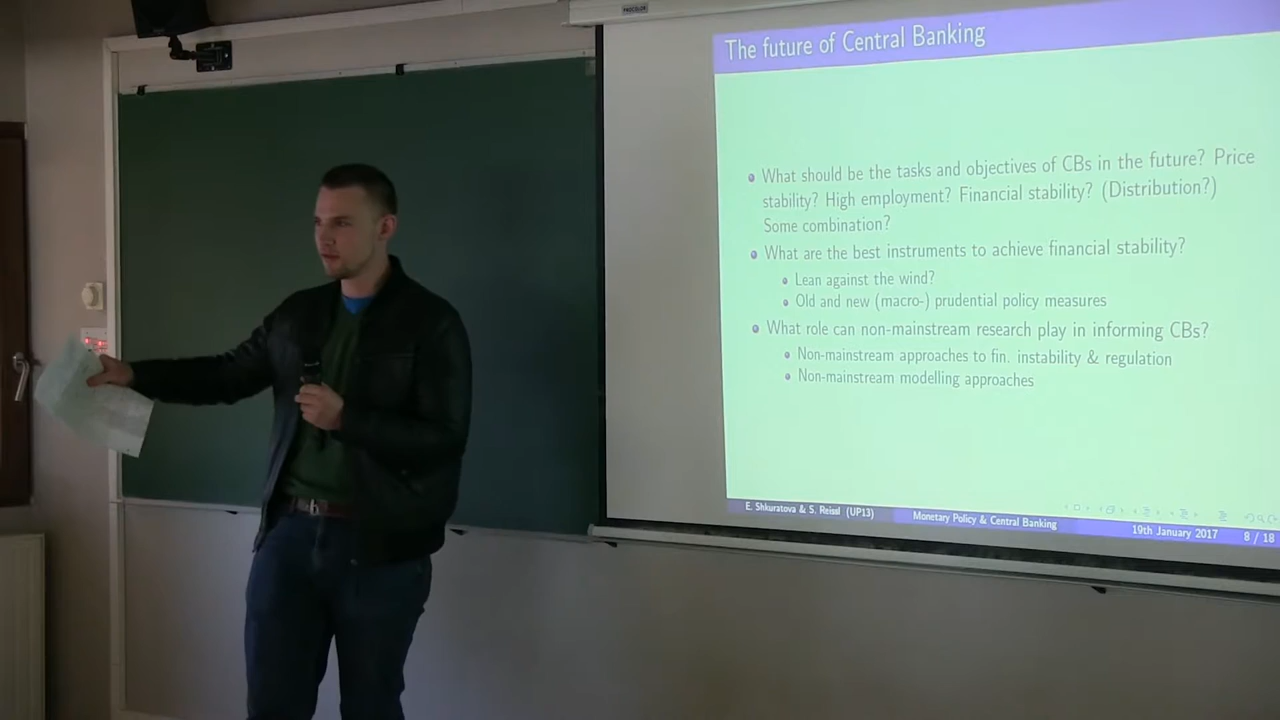 PROCOLOR
The future of Central Banking
What should be the tasks and objectives of CBs in the future? Price
stability? High employment? Financial stability? (Distribution?)
Some combination?
What are the best instruments to achieve financial stability?
Lean against the wind?
Old and new (macro-) prudential policy measures
What role can non-mainstream research play in informing CBs?
Non-mainstream approaches to fin. instability & regulation
Non-mainstream modelling approaches
E. Shkuratova & S. Reissl (UP13) Monetary Policy & Central Banking 19th January 2017 8 / 18